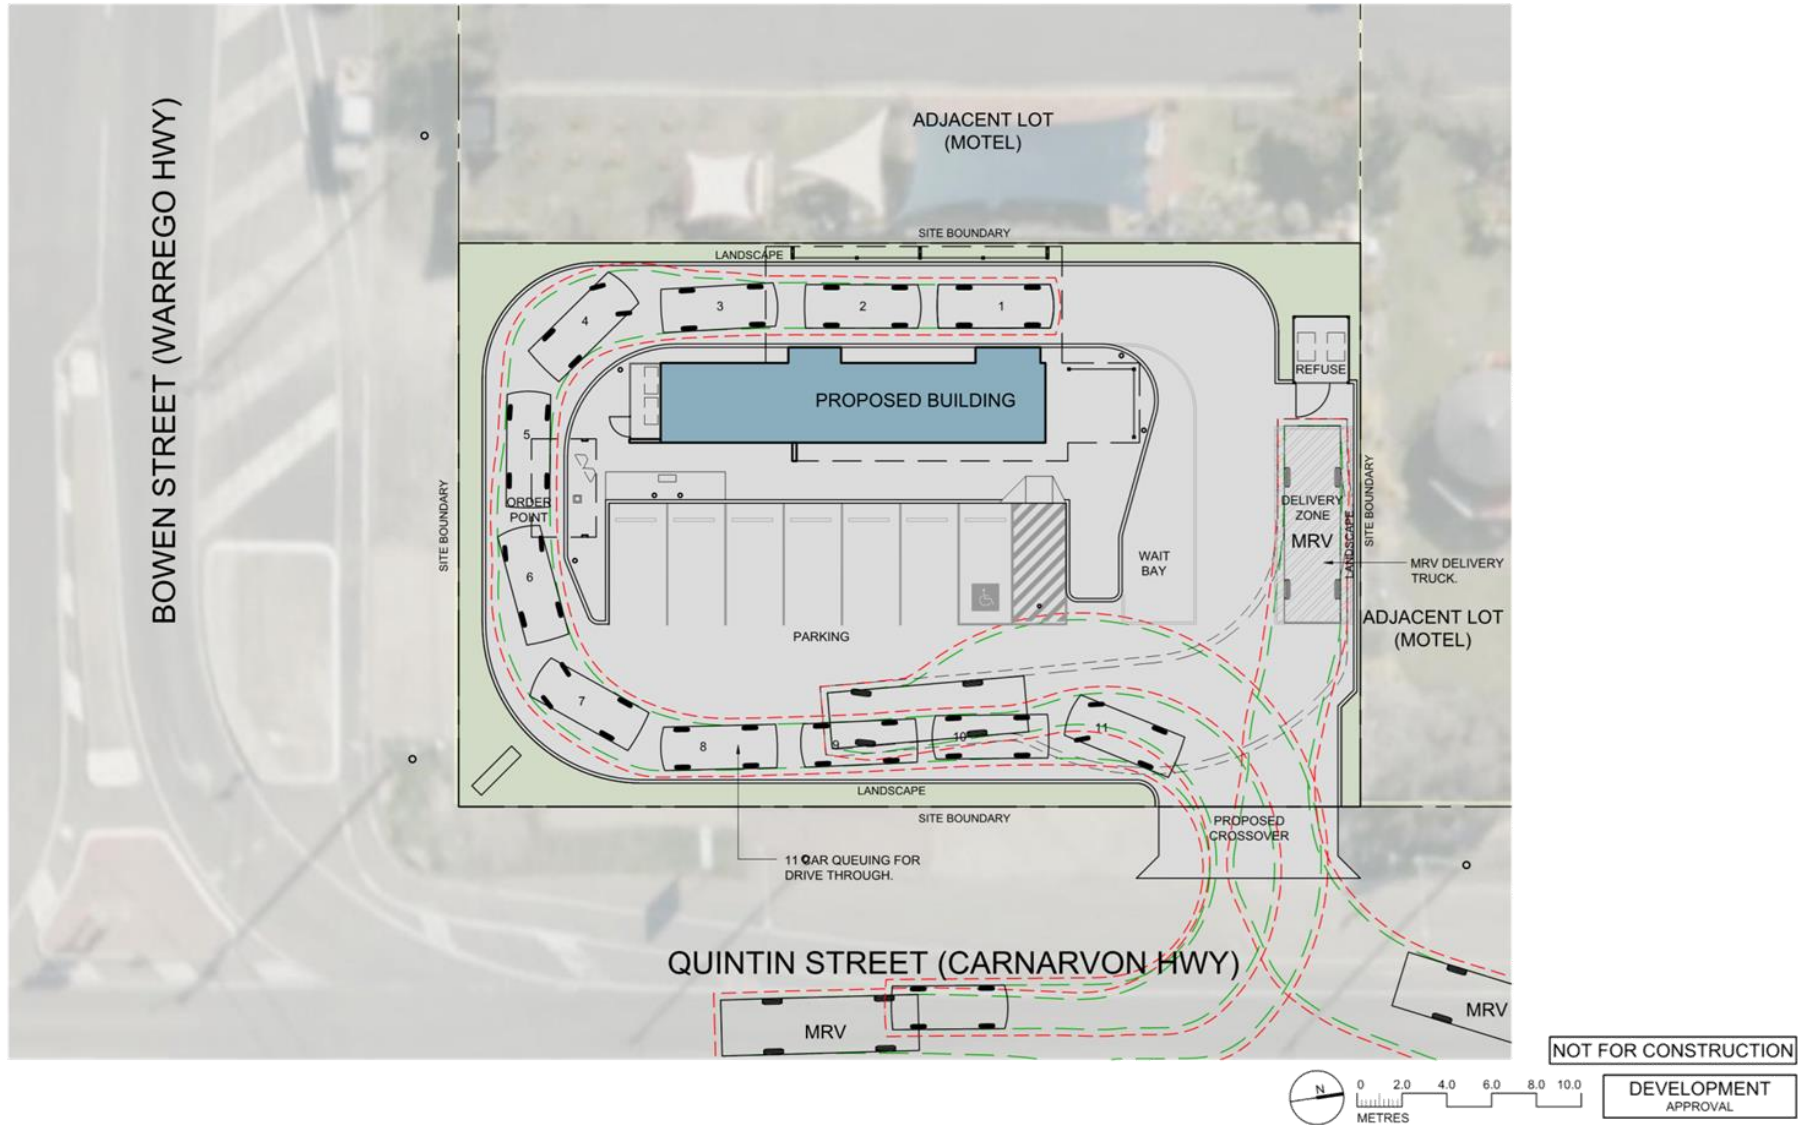 BOWEN STREET (WARREGO HWY)
ADJACENT LOT
(MOTEL)
SITE BOUNDARY
LANDSCAPE
4
3
2
1
REFUSE
PROPOSED BUILDING
5
ORDER
POINT
SITE BOUNDARY
6
DELIVERY
ZONE
MRV
LANDSCAPE
SITE BOUNDARY
WAIT
BAY
MRV DELIVERY
TRUCK.
ADJACENT LOT
(MOTEL)
PARKING
7
8
9
10
11
LANDSCAPE
SITE BOUNDARY
PROPOSED
CROSSOVER
11 CAR QUEUING FOR
DRIVE THROUGH.
QUINTIN STREET (CARNARVON HWY)
MRV
MRV
NOT FOR CONSTRUCTION
N
0 2.0 4.0 6.0 8.0 10.0
METRES
DEVELOPMENT
APPROVAL